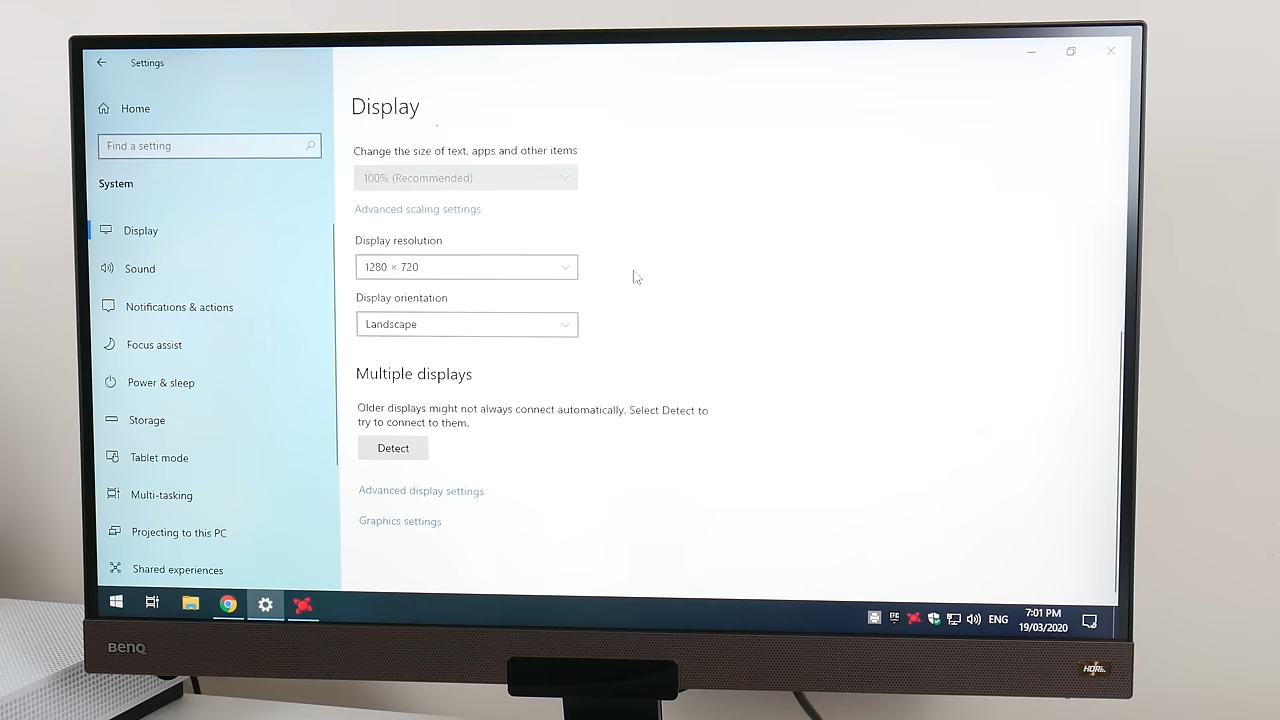 Settings
Home
Find a setting
System
Display
Sound
Notifications & actions
Focus assist
Power & sleep
Storage
Tablet mode
Multi-tasking
Projecting to this PC
Shared experiences
Display
Change the size of text, apps and other items
100% (Recommended)
Advanced scaling settings
Display resolution
1280 × 720
Display orientation
Landscape
Multiple displays
Older displays might not always connect automatically. Select Detect to
try to connect to them.
Detect
Advanced display settings
Graphics settings
ENG
7:01 PM
19/03/2020
BenQ